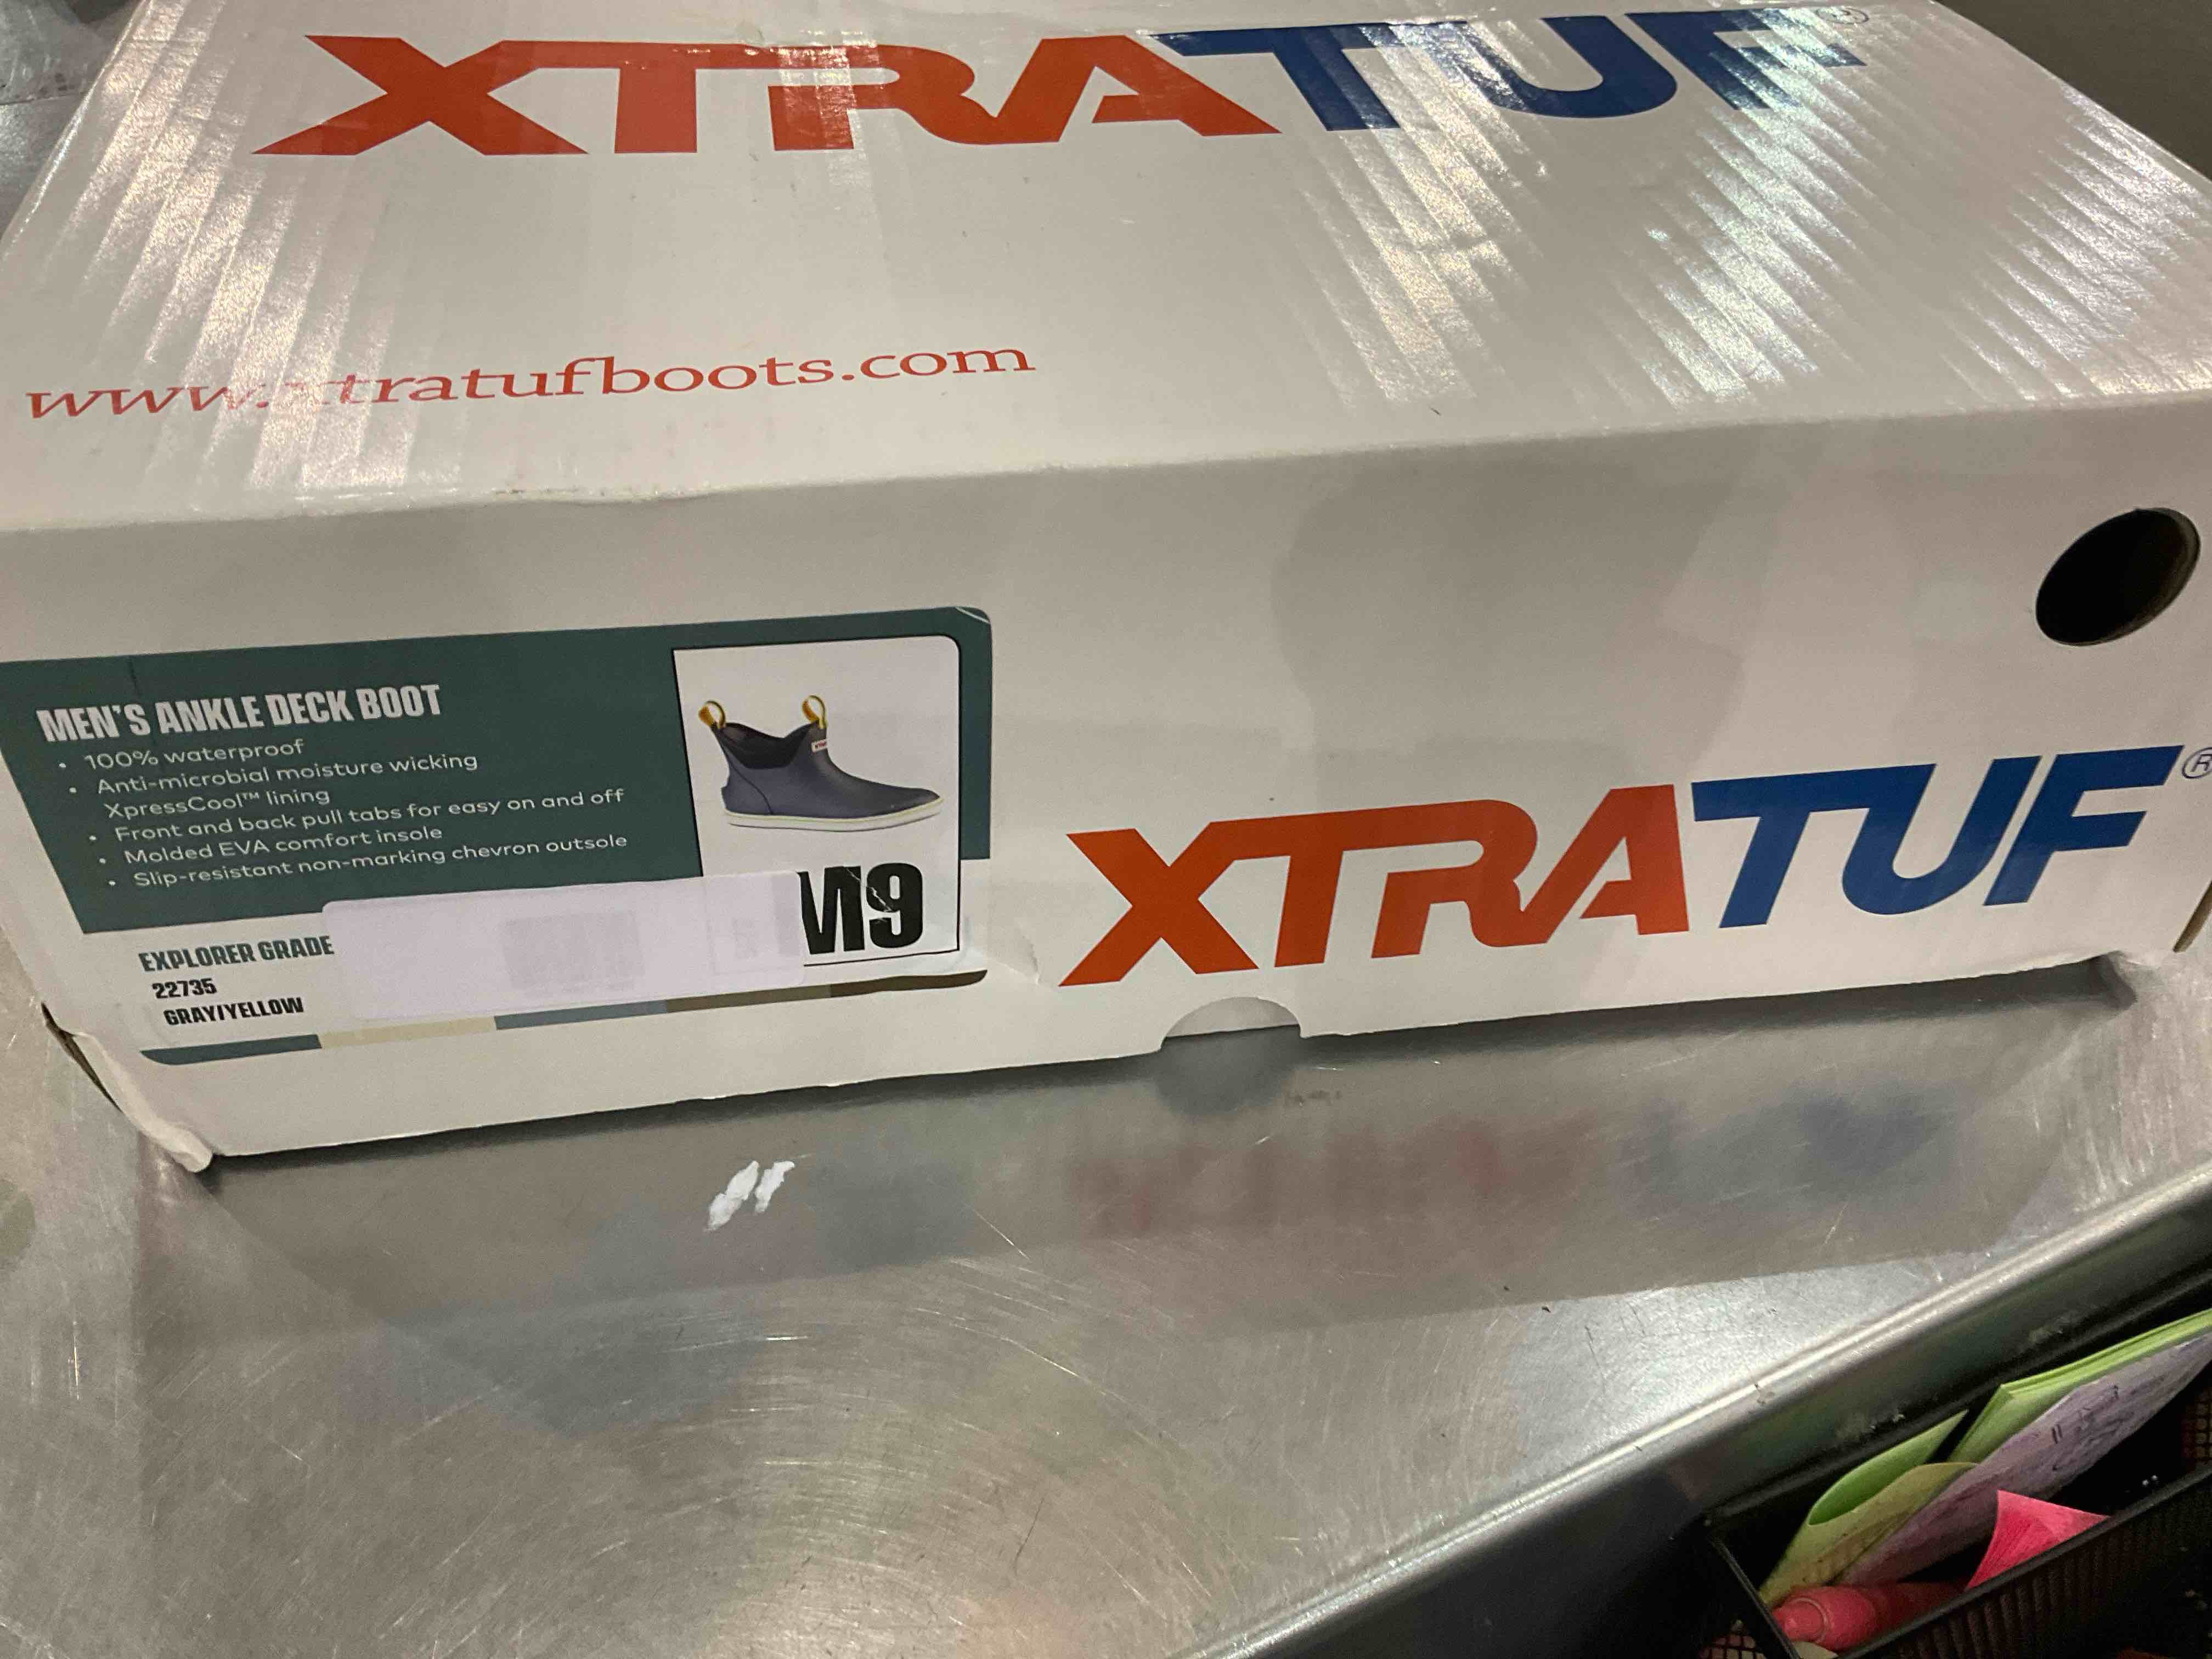 XTRATUF
www.xtratufboots.com
MEN'S ANKLE DECK BOOT
• 100% waterproof
• Anti-microbial moisture wicking
XpressCool™ lining
• Front and back pull tabs for easy on and off
• Molded EVA comfort insole
• Slip-resistant non-marking chevron outsole
M9
EXPLORER GRADE
22735
GRAY/YELLOW
XTRATUF®